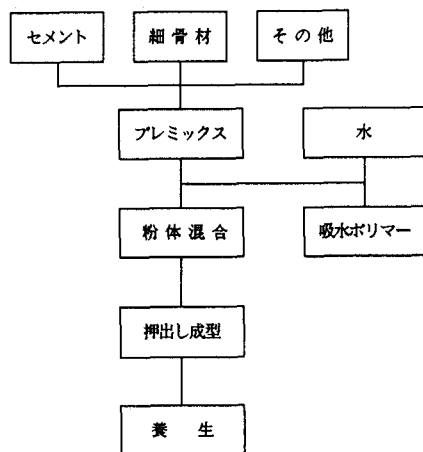 セメント
細骨材
その他
プレミックス
水
粉体混合
吸水ポリマー
押出し成型
養生